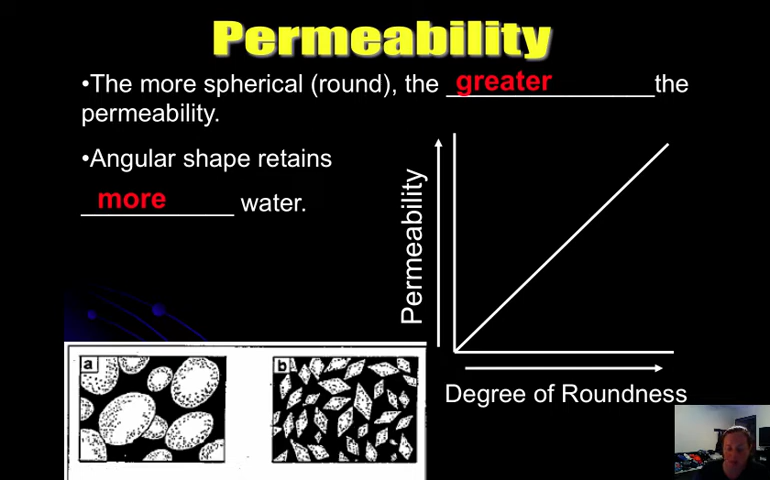 Permeability
•The more spherical (round), the greater the
permeability.
•Angular shape retains
more water.
Permeability
Degree of Roundness
a
b